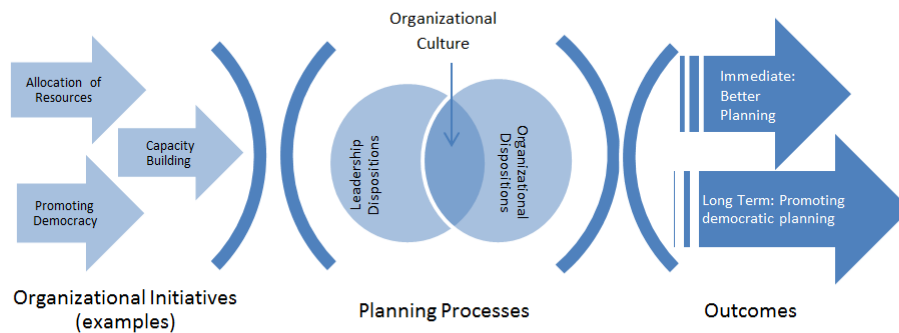 Organizational
Culture
Allocation of
Resources
Capacity
Building
Promoting
Democracy
Leadership
Dispositions
Organizational
Dispositions
Immediate:
Better
Planning
Long Term: Promoting
democratic planning
Organizational Initiatives
(examples)
Planning Processes
Outcomes